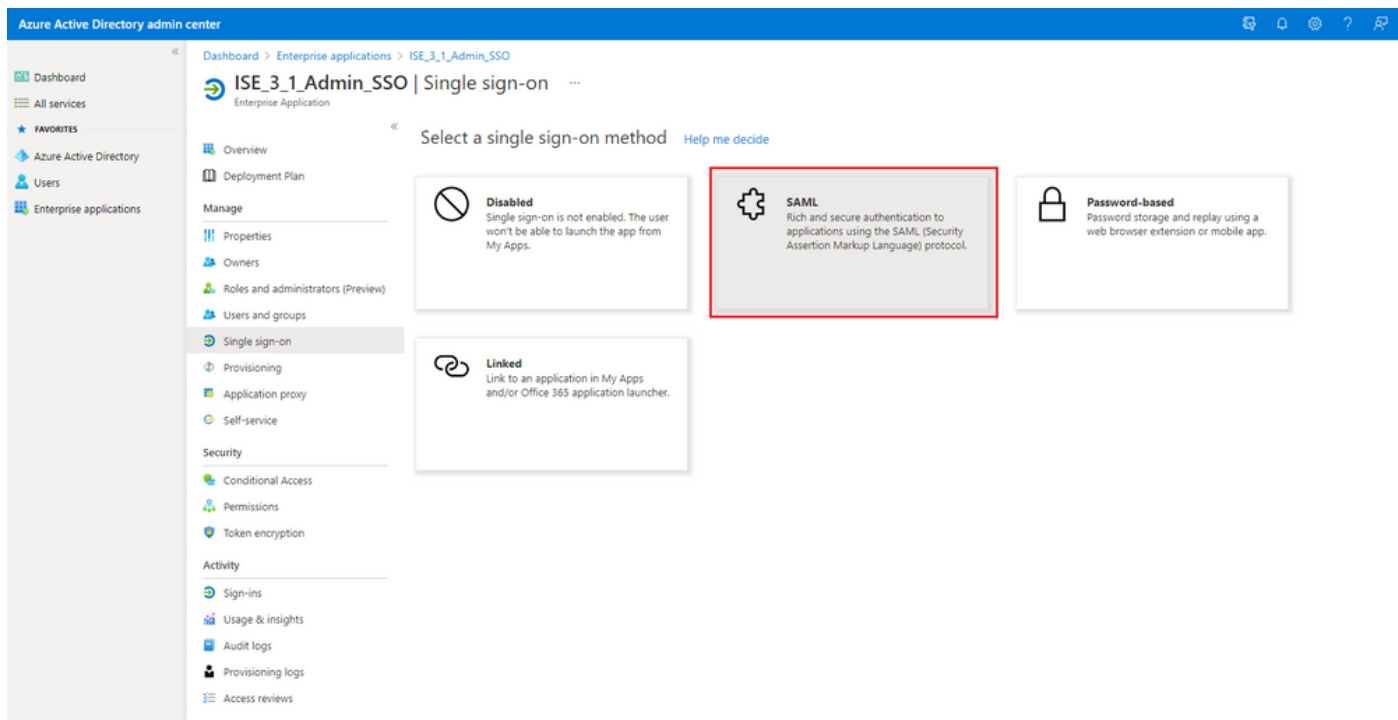 Azure Active Directory admin center
«
Dashboard
All services
FAVORITES
Azure Active Directory
Users
Enterprise applications
Dashboard > Enterprise applications > ISE_3_1_Admin_SSO
ISE_3_1_Admin_SSO | Single sign-on ...
Enterprise Application
«
Overview
Deployment Plan
Manage
Properties
Owners
Roles and administrators (Preview)
Users and groups
Single sign-on
Provisioning
Application proxy
Self-service
Security
Conditional Access
Permissions
Token encryption
Activity
Sign-ins
Usage & insights
Audit logs
Provisioning logs
Access reviews
Select a single sign-on method Help me decide
Disabled
Single sign-on is not enabled. The user
won't be able to launch the app from
My Apps.
SAML
Rich and secure authentication to
applications using the SAML (Security
Assertion Markup Language) protocol.
Password-based
Password storage and replay using a
web browser extension or mobile app.
Linked
Link to an application in My Apps
and/or Office 365 application launcher.